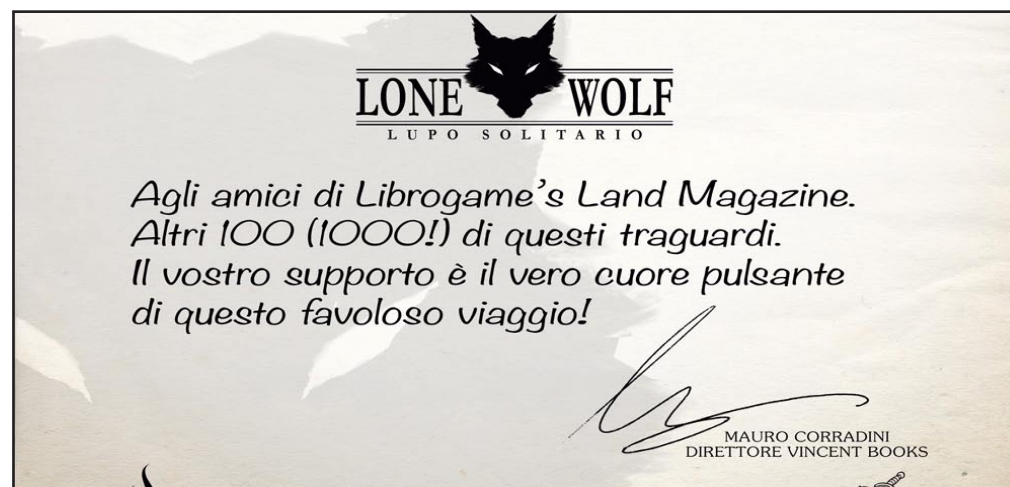 LONE WOLF
LUPO SOLITARIO
Agli amici di Librogame's Land Magazine.
Altri 100 (1000!) di questi traguardi.
Il vostro supporto è il vero cuore pulsante
di questo favoloso viaggio!
MAURO CORRADINI
DIRETTORE VINCENT BOOKS